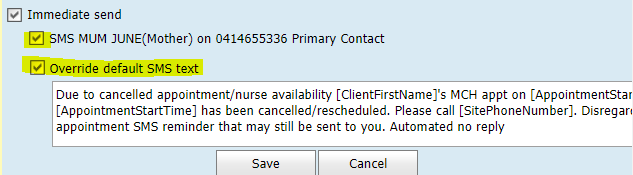 Immediate send
SMS MUM JUNE(Mother) on 0414655336 Primary Contact
Override default SMS text
Due to cancelled appointment/nurse availability [ClientFirstName]'s MCH appt on
[AppointmentStartTime] has been cancelled/rescheduled. Please call [SitePhoneNumber].
appointment SMS reminder that may still be sent to you. Automated no reply
Save Cancel